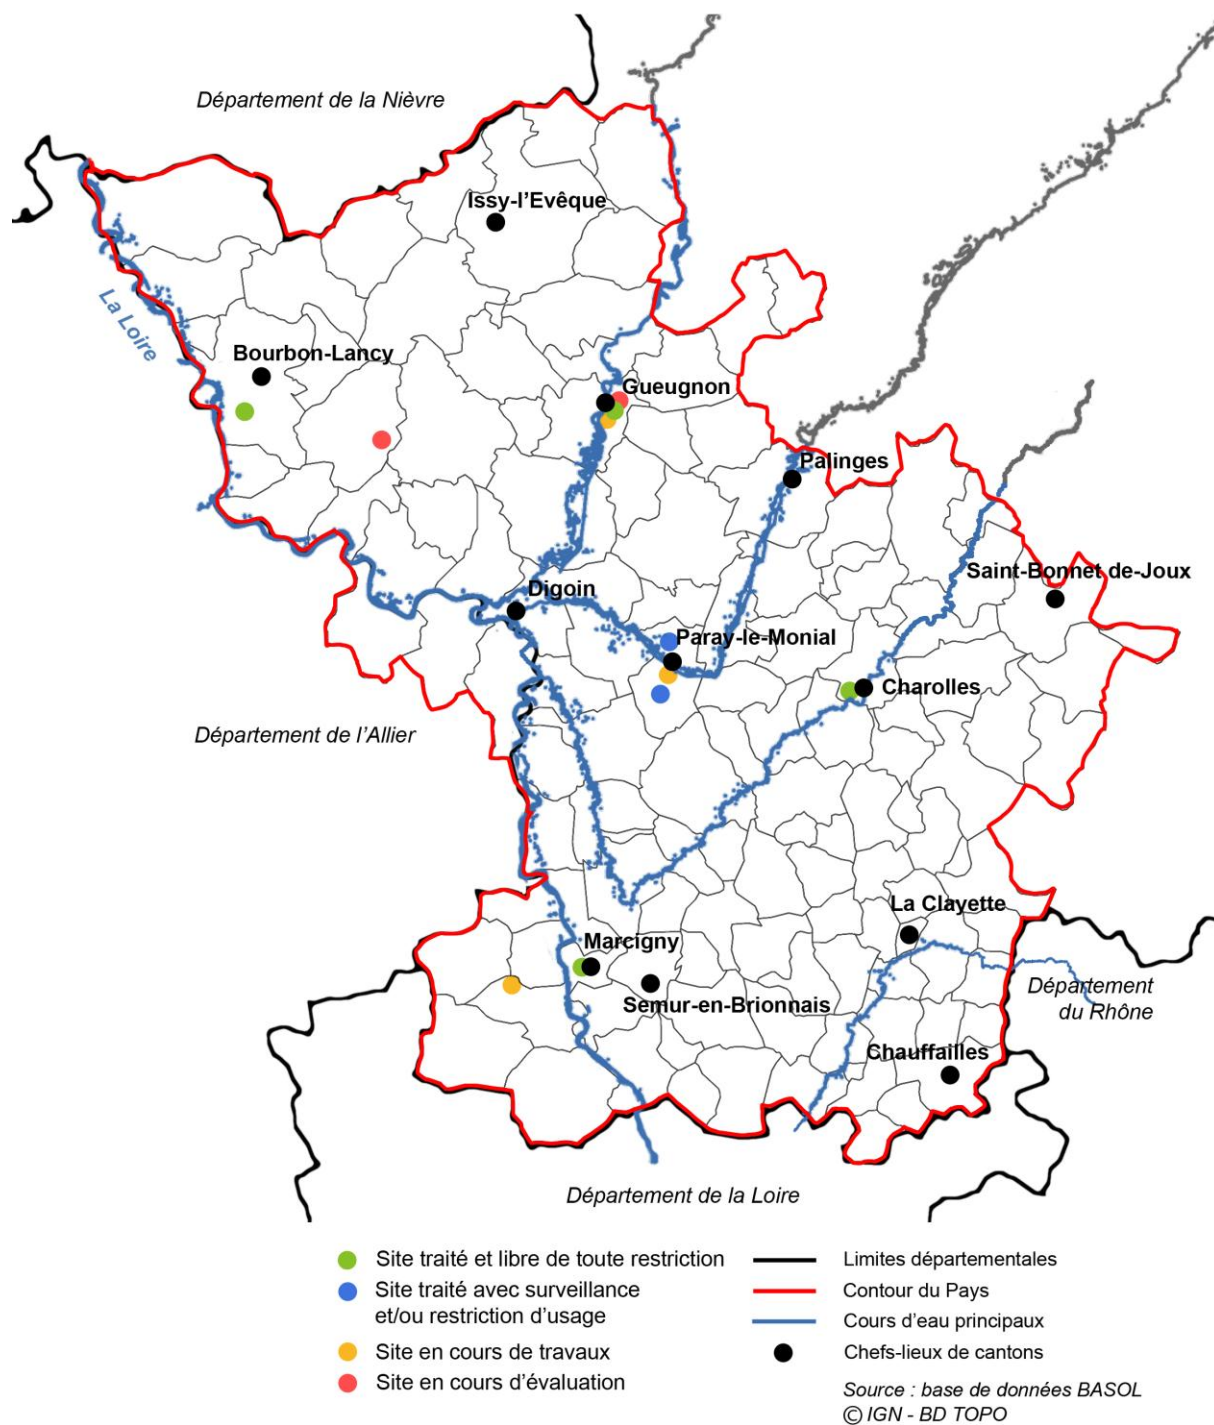 Département de la Nièvre
Issy-l'Evêque
La Loire
Bourbon-Lancy
Gueugnon
Palinges
Saint-Bonnet de-Joux
Digoin
Paray-le-Monial
Charolles
Département de l'Allier
La Clayette
Marcigny
Département
du Rhône
Semur-en-Brionnais
Chauffailles
Département de la Loire
Site traité et libre de toute restriction
Site traité avec surveillance
et/ou restriction d'usage
Site en cours de travaux
Site en cours d'évaluation
Limites départementales
Contour du Pays
Cours d'eau principaux
Chefs-lieux de cantons
Source : base de données BASOL
© IGN - BD TOPO